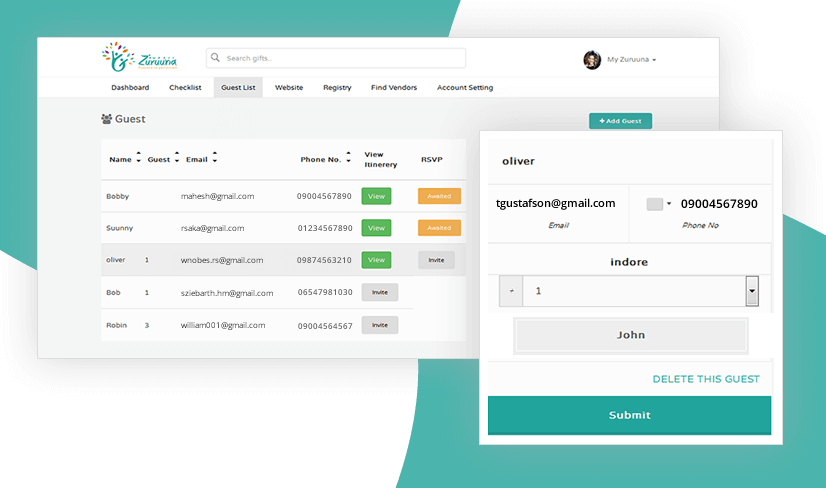 Zuruuna
Search gifts..
My Zuruuna
Dashboard Checklist Guest List Website Registry Find Vendors Account Setting
Guest
+ Add Guest
Name Guest Email Phone No. View Itinerery RSVP
Bobby mahesh@gmail.com 09004567890 View Awaited
Suunny rsaka@gmail.com 01234567890 View Awaited
oliver 1 wnobes.rs@gmail.com 09874563210 View Invite
Bob 1 sziebarth.hm@gmail.com 06547981030 Invite
Robin 3 william001@gmail.com 09004564567 Invite
oliver
tgustafson@gmail.com 09004567890
Email Phone No
indore
1
John
DELETE THIS GUEST
Submit